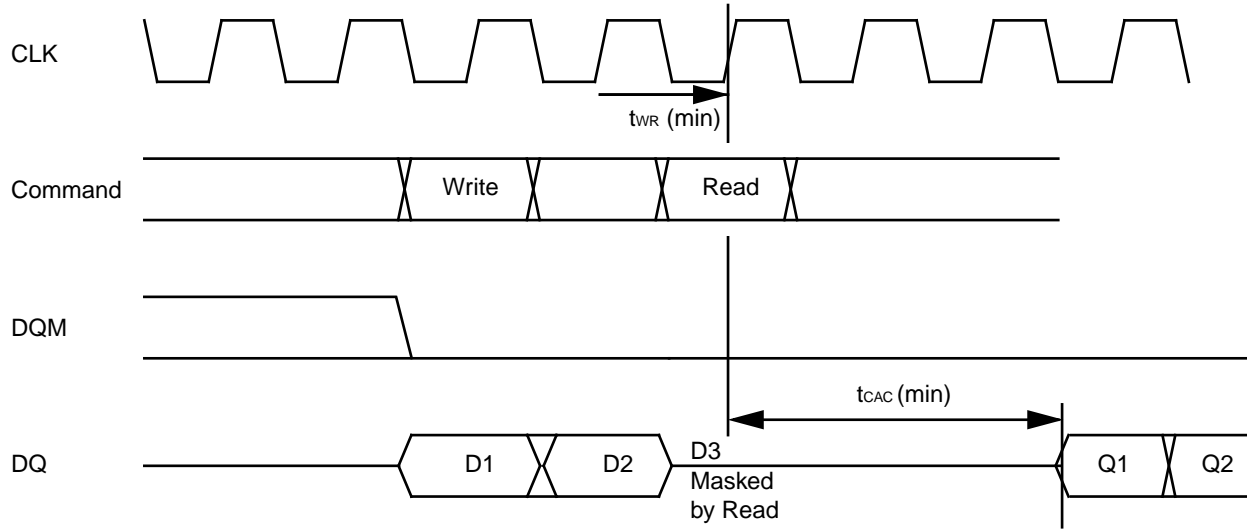 CLK
tWR (min)
Command
Write
Read
DQM
tCAC (min)
DQ
D1
D2
D3
Masked
by Read
Q1
Q2